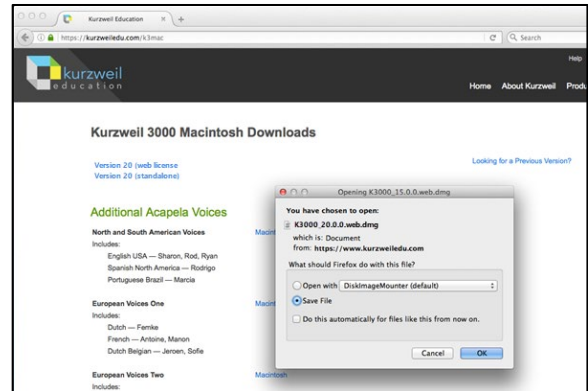 Kurzweil Education
https://kurzweiledu.com/k3mac
Search
Help
kurzweil
education
Home About Kurzweil Produ
Kurzweil 3000 Macintosh Downloads
Version 20 (web license
Version 20 (standalone)
Looking for a Previous Version?
Additional Acapela Voices
North and South American Voices
Macint
Includes:
English USA — Sharon, Rod, Ryan
Spanish North America — Rodrigo
Portuguese Brazil — Marcia
European Voices One
Macint
Includes:
Dutch — Femke
French — Antoine, Manon
Dutch Belgian — Jeroen, Sofie
European Voices Two
Macintosh
Includes:
Opening K3000_15.0.0.web.dmg
You have chosen to open:
K3000_20.0.0.web.dmg
which is: Document
from: https://www.kurzweiledu.com
What should Firefox do with this file?
Open with DiskImageMounter (default)
Save File
Do this automatically for files like this from now on.
Cancel OK